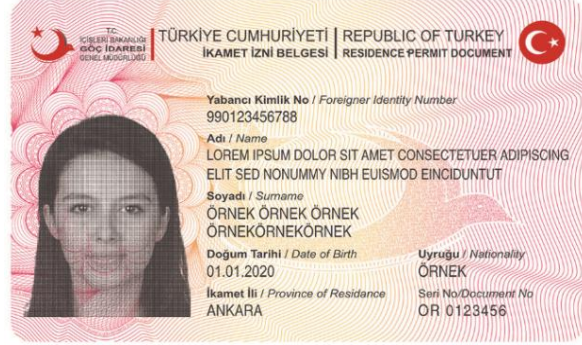 T.C.
İÇİŞLERİ BAKANLIĞI
GÖÇ İDARESİ
GENEL MÜDÜRLÜĞÜ
TÜRKİYE CUMHURİYETİ | REPUBLIC OF TURKEY
İKAMET İZNİ BELGESİ | RESIDENCE PERMIT DOCUMENT
Yabancı Kimlik No / Foreigner Identity Number
990123456788
Adı / Name
LOREM IPSUM DOLOR SIT AMET CONSECTETUER ADIPISCING
ELIT SED NONUMMY NIBH EUISMOD EINCIDUNTUT
Soyadı / Surname
ÖRNEK ÖRNEK ÖRNEK
ÖRNEKÖRNEKÖRNEK
Doğum Tarihi / Date of Birth
01.01.2020
Uyruğu / Nationality
ÖRNEK
İkamet İli / Province of Residance
ANKARA
Seri No/Document No
OR 0123456